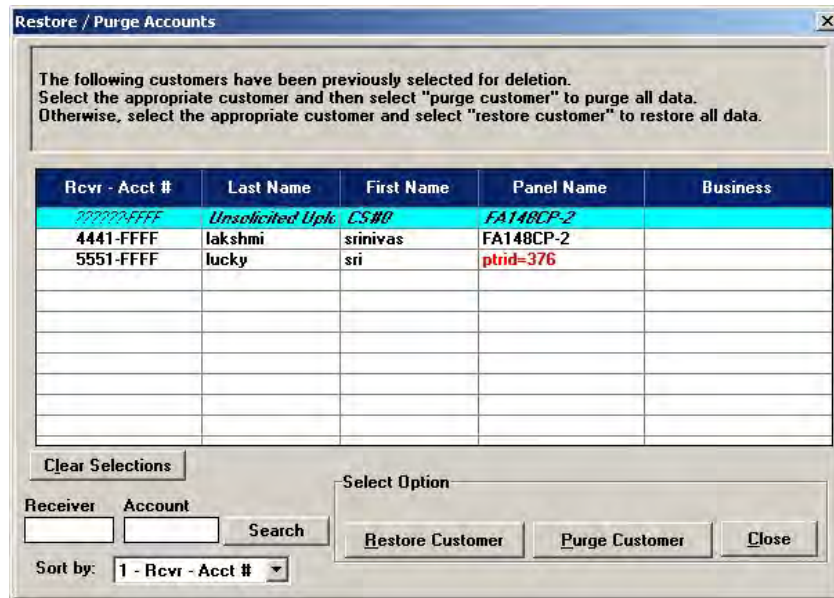 Restore / Purge Accounts
The following customers have been previously selected for deletion.
Select the appropriate customer and then select "purge customer" to purge all data.
Otherwise, select the appropriate customer and select "restore customer" to restore all data.
Rcvr - Acct # Last Name First Name Panel Name Business
??????-FFFF Unsolicited Uplo CS#0 FA148CP-2
4441-FFFF lakshmi srinivas FA148CP-2
5551-FFFF lucky sri ptrid=376
Clear Selections
Select Option
Receiver Account
Search
Restore Customer Purge Customer Close
Sort by: 1 - Rcvr - Acct #